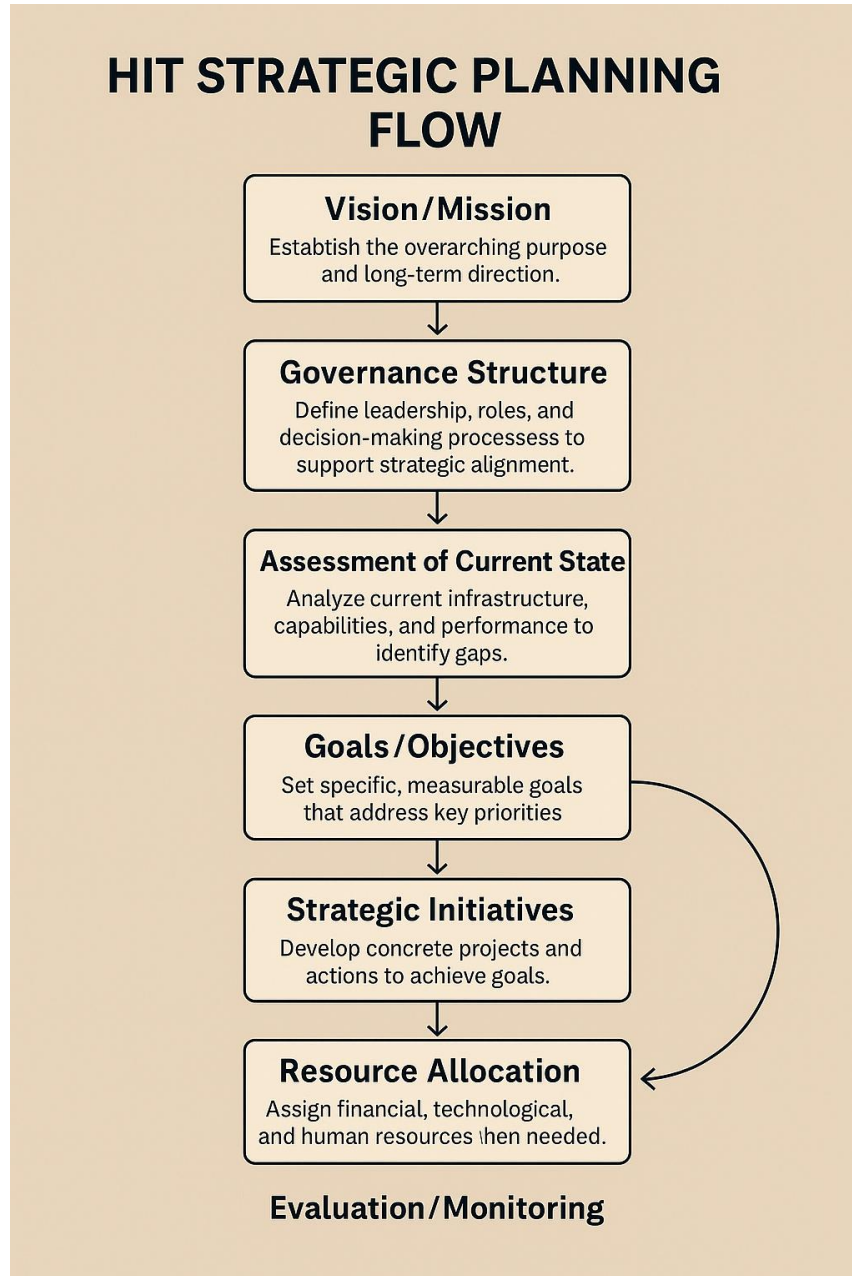 HIT STRATEGIC PLANNING
FLOW
Vision/Mission
Estabtish the overarching purpose
and long-term direction.
Governance Structure
Define leadership, roles, and
decision-making processess to
support strategic alignment.
Assessment of Current State
Analyze current infrastructure,
capabilities, and performance to
identify gaps.
Goals/Objectives
Set specific, measurable goals
that address key priorities
Strategic Initiatives
Develop concrete projects and
actions to achieve goals.
Resource Allocation
Assign financial, technological,
and human resources needed.
Evaluation/Monitoring